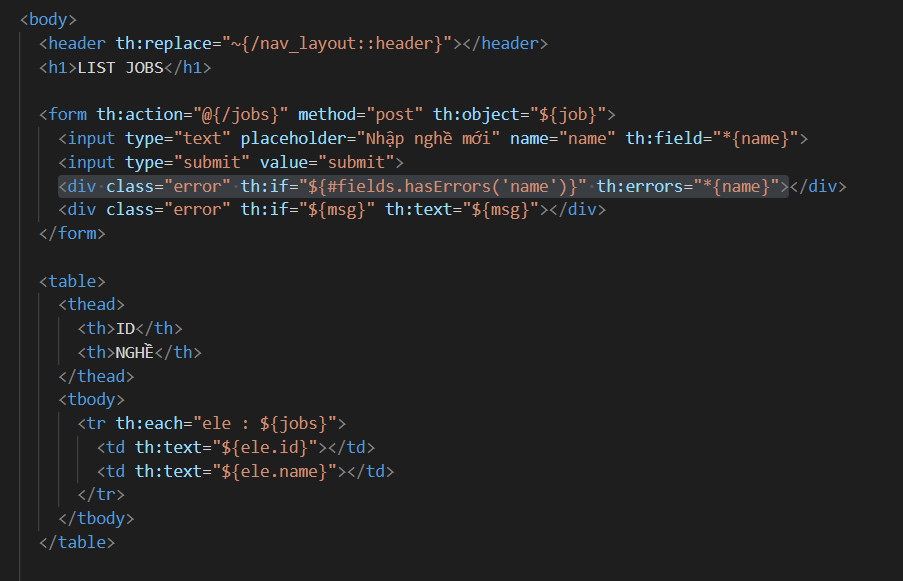 <body>
<header th:replace="~{/nav_layout::header}"></header>
<h1>LIST JOBS</h1>
<form th:action="@{/jobs}" method="post" th:object="${job}">
<input type="text" placeholder="Nhập nghề mới" name="name" th:field="*{name}">
<input type="submit" value="submit">
<div class="error" th:if="${#fields.hasErrors('name')}" th:errors="*{name}"></div>
<div class="error" th:if="${msg}" th:text="${msg}"></div>
</form>
<table>
<thead>
<th>ID</th>
<th>NGHỀ</th>
</thead>
<tbody>
<tr th:each="ele : ${jobs}">
<td th:text="${ele.id}"></td>
<td th:text="${ele.name}"></td>
</tr>
</tbody>
</table>